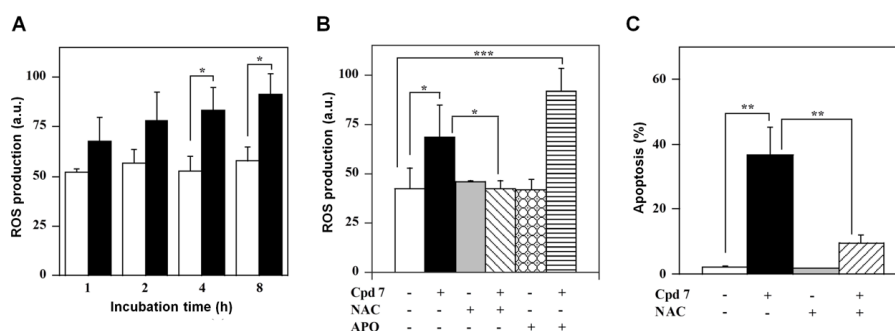 A
ROS production (a.u.)
100
75
50
25
0
*
*
1 2 4 8
Incubation time (h)
B
ROS production (a.u.)
100
75
50
25
0
***
*
*
Cpd 7 - + - + - +
NAC - - + + - -
APO - - - - + +
C
Apoptosis (%)
60
40
20
0
**
**
Cpd 7 - + - +
NAC - - + +